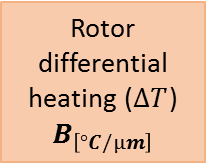 Rotor
differential
heating (ΔT)
B[°C/μm]